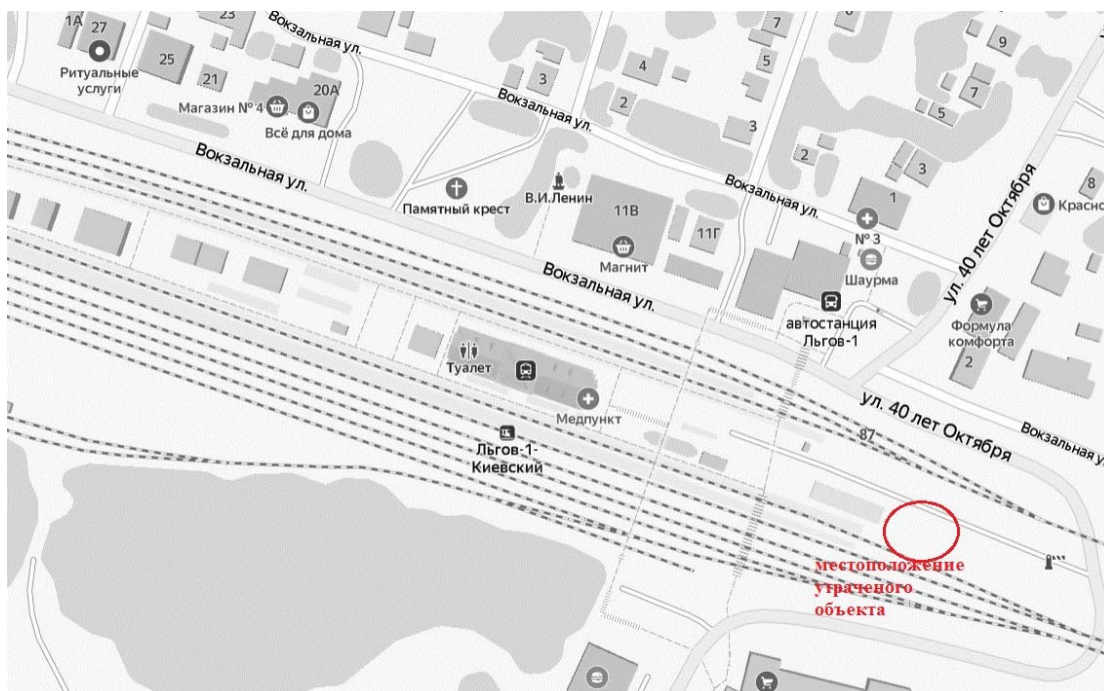 1А
27
Ритуальные
услуги
25
21
23
Магазин № 4
20А
Всё для дома
Вокзальная ул.
Вокзальная ул.
3
4
2
Вокзальная ул.
7
5
3
2
9
7
5
3
1
Вокзальная ул.
№ 3
Шаурма
8
Красно
ул. 40 лет Октября
Памятный крест
В.И.Ленин
11В
11Г
Магнит
Вокзальная ул.
автостанция
Льгов-1
Формула
комфорта
2
Туалет
Медпункт
Льгов-1-
Киевский
87
ул. 40 лет Октября
Вокзальная ул.
местоположение
утраченого
объекта